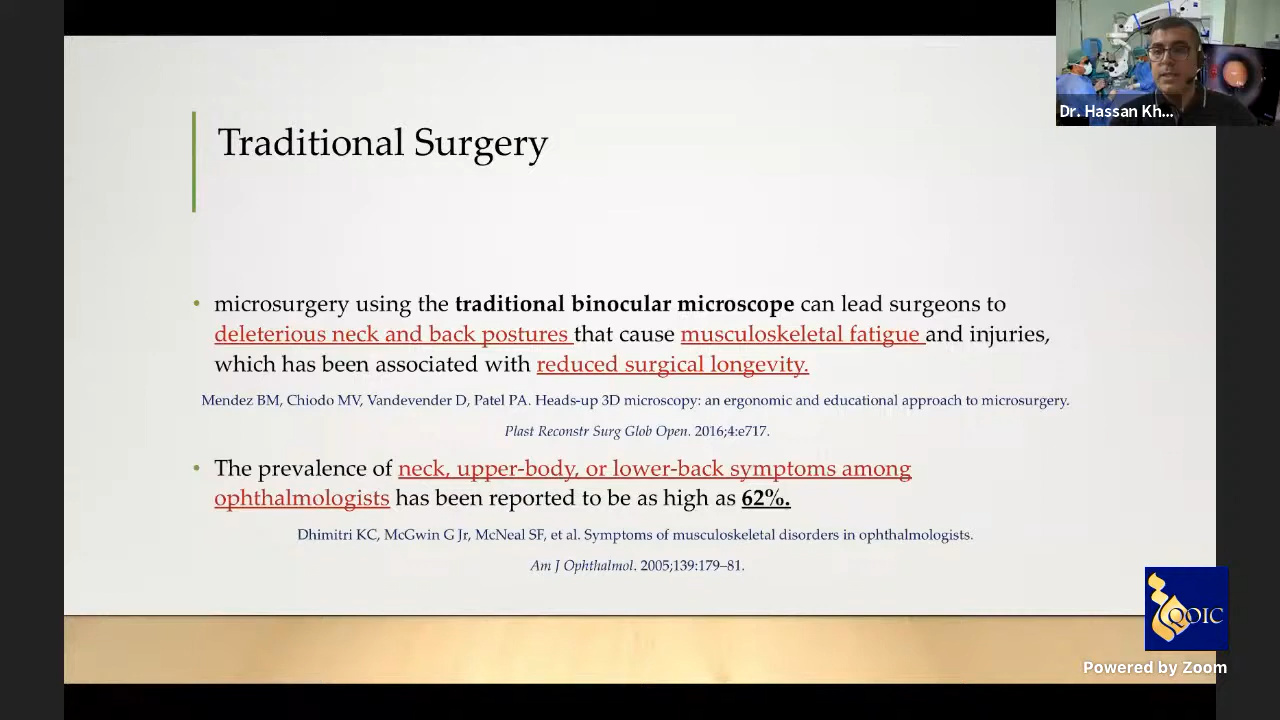 Dr. Hassan Kh...
Traditional Surgery
• microsurgery using the traditional binocular microscope can lead surgeons to
deleterious neck and back postures that cause musculoskeletal fatigue and injuries,
which has been associated with reduced surgical longevity.
Mendez BM, Chiodo MV, Vandevender D, Patel PA. Heads-up 3D microscopy: an ergonomic and educational approach to microsurgery.
Plast Reconstr Surg Glob Open. 2016;4:e717.
• The prevalence of neck, upper-body, or lower-back symptoms among
ophthalmologists has been reported to be as high as 62%.
Dhimitri KC, McGwin G Jr, McNeal SF, et al. Symptoms of musculoskeletal disorders in ophthalmologists.
Am J Ophthalmol. 2005;139:179–81.
QOIC
Powered by Zoom